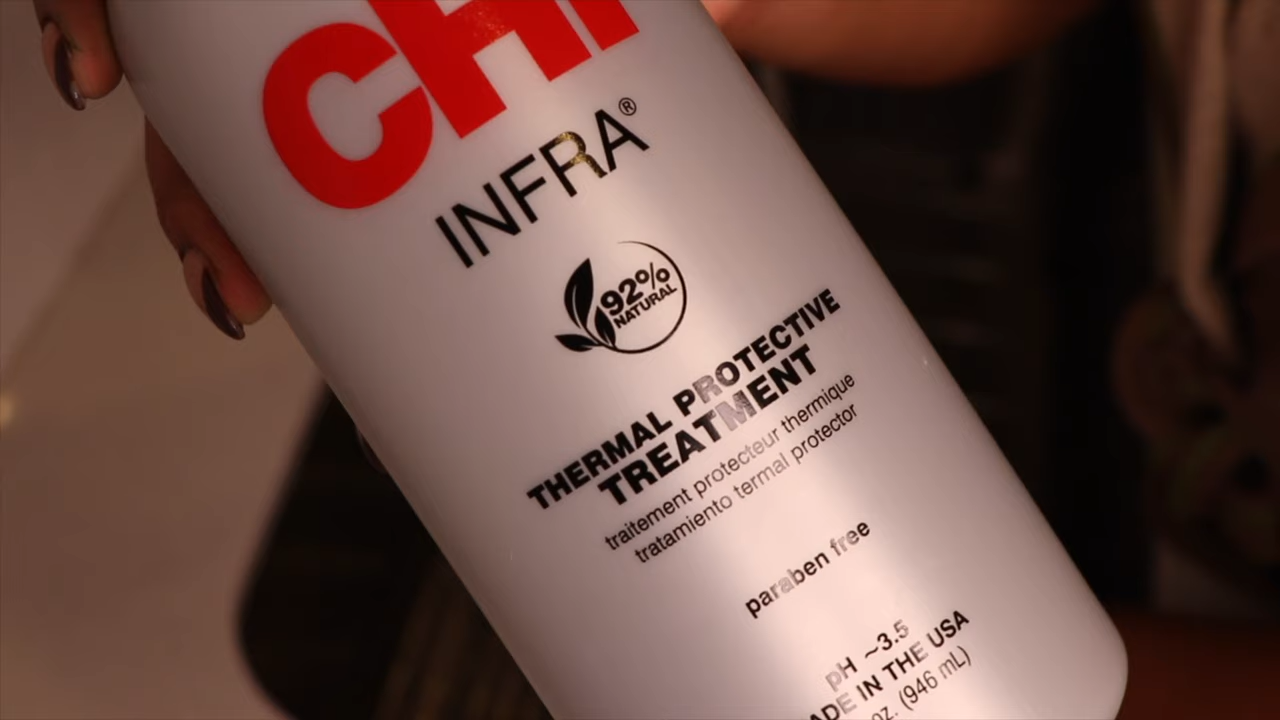 CHI
INFRA®
92%
NATURAL
THERMAL PROTECTIVE
TREATMENT
traitement protecteur thermique
tratamiento termal protector
paraben free
pH ~3.5
IN THE USA
oz. (946 mL)